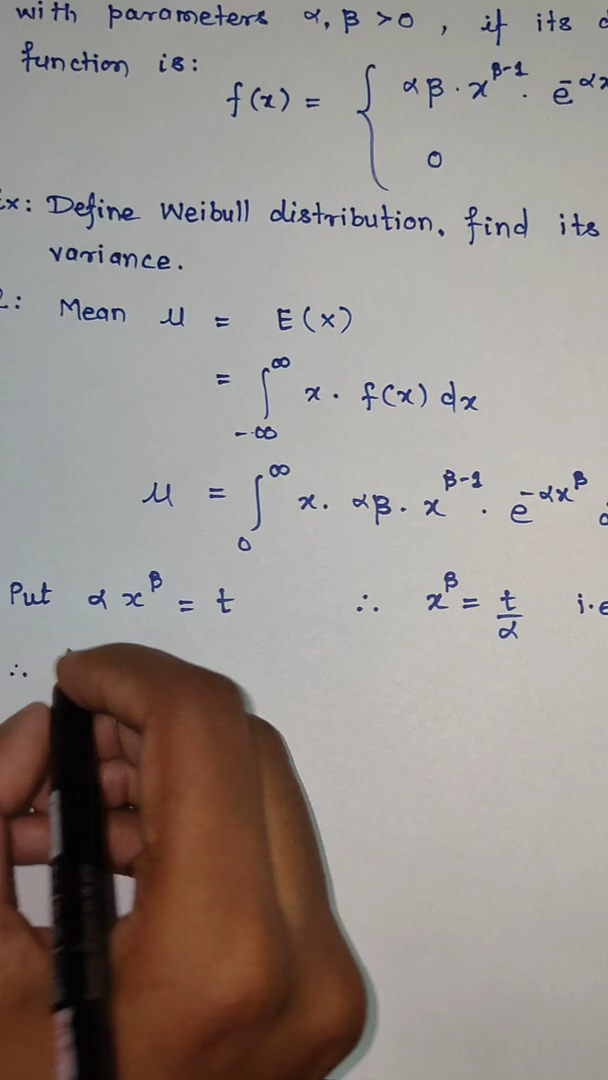 with parameters α, β > 0 , if its
function is:
f(x) = { αβ · x^{β-1} · e^{-αx
0
Ex: Define Weibull distribution. find its
variance.
: Mean μ = E(x)
= ∫_{-∞}^{∞} x · f(x) dx
μ = ∫_{0}^{∞} x · αβ · x^{β-1} · e^{-αx^β} d
Put αx^β = t ∴ x^β = t/α i.e
∴